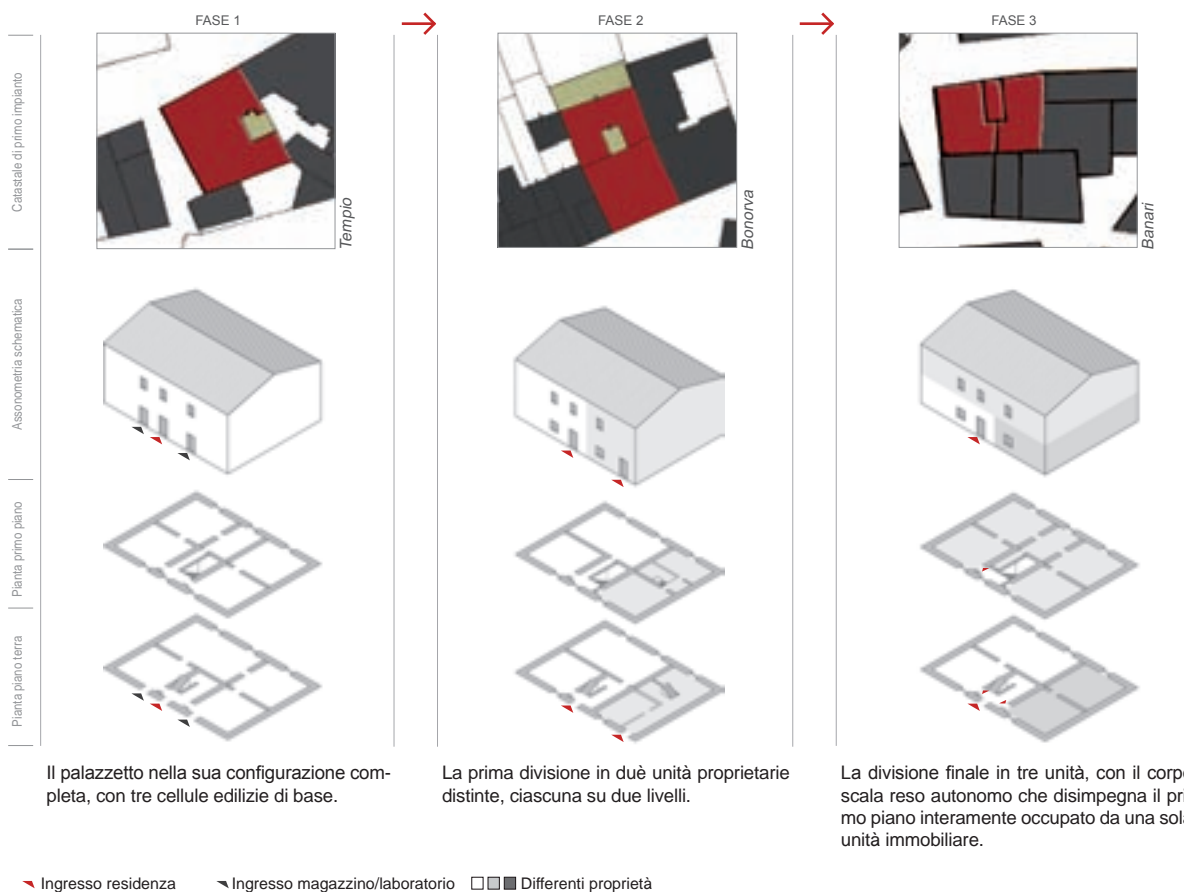 FASE 1
FASE 2
FASE 3
Catastale di primo impianto
Tempio
Bonorva
Banari
Assonometria schematica
Pianta primo piano
Pianta piano terra
Il palazzetto nella sua configurazione com-
pleta, con tre cellule edilizie di base.
La prima divisione in duè unità proprietarie
distinte, ciascuna su due livelli.
La divisione finale in tre unità, con il corpo
scala reso autonomo che disimpegna il pri-
mo piano interamente occupato da una sola
unità immobiliare.
Ingresso residenza
Ingresso magazzino/laboratorio
Differenti proprietà